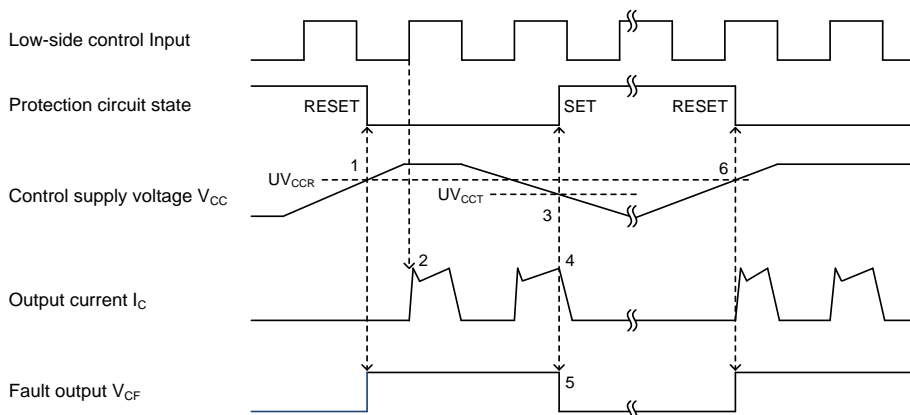 Low-side control Input
Protection circuit state
RESET
SET
RESET
1
6
UVCCR
UVCCT
Control supply voltage VCC
3
2
4
Output current IC
5
Fault output VCF